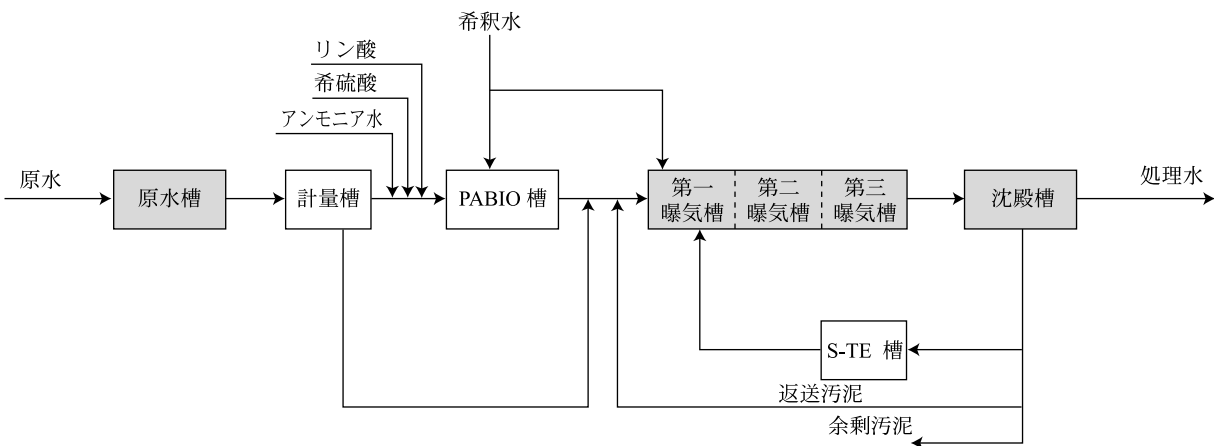 希釈水
リン酸
希硫酸
アンモニア水
原水
原水槽
計量槽
PABIO 槽
第一
曝気槽
第二
曝気槽
第三
曝気槽
沈殿槽
処理水
S-TE 槽
返送汚泥
余剰汚泥